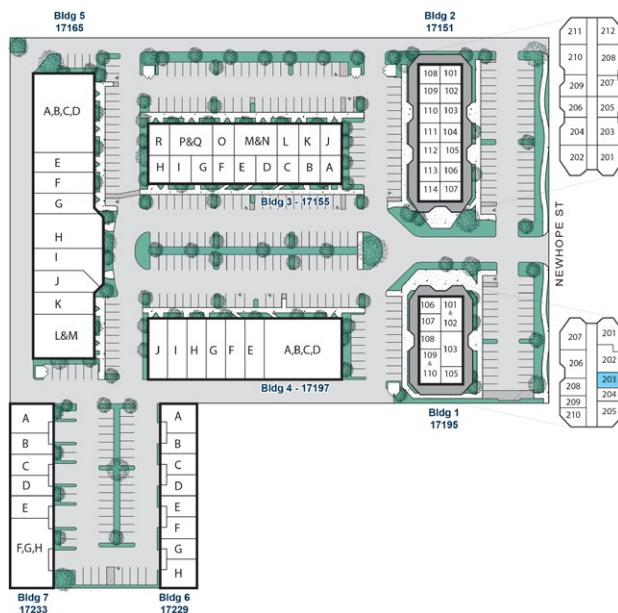 Bldg 5
17165
Bldg 2
17151
211 212
210 208
209 207
206 205
204 203
202 201
108 101
109 102
110 103
111 104
112 105
113 106
114 107
A,B,C,D
E
F
G
H
I
J
K
L&M
R P&Q O M&N L K J
H I G F E D C B A
Bldg 3 - 17155
NEWHOPE ST
106 101
&
102
107
108
103
109
&
110
105
J I H G F E A,B,C,D
Bldg 4 - 17197
Bldg 1
17195
201
207
202
206
203
208
204
209
205
210
A
B
C
D
E
F,G,H
A
B
C
D
E
F
G
H
Bldg 7
17233
Bldg 6
17229